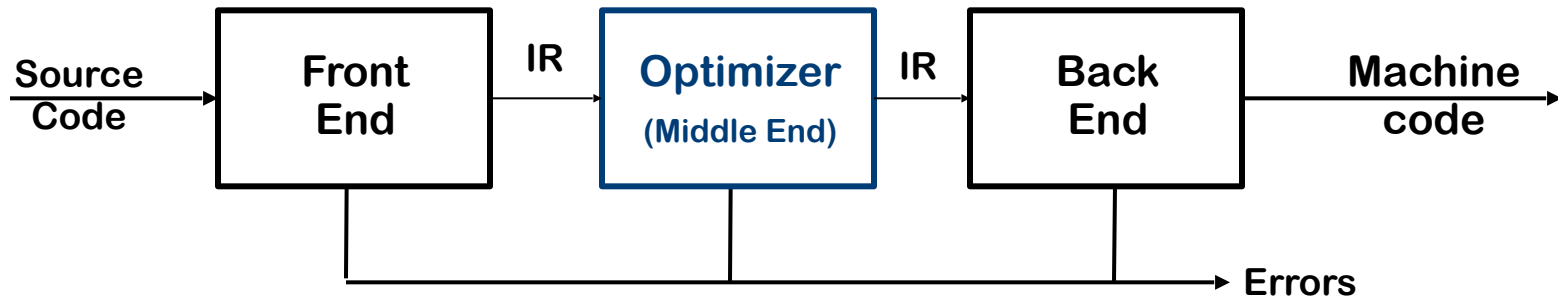 Source
Code
Front
End
IR
Optimizer
(Middle End)
IR
Back
End
Machine
code
Errors